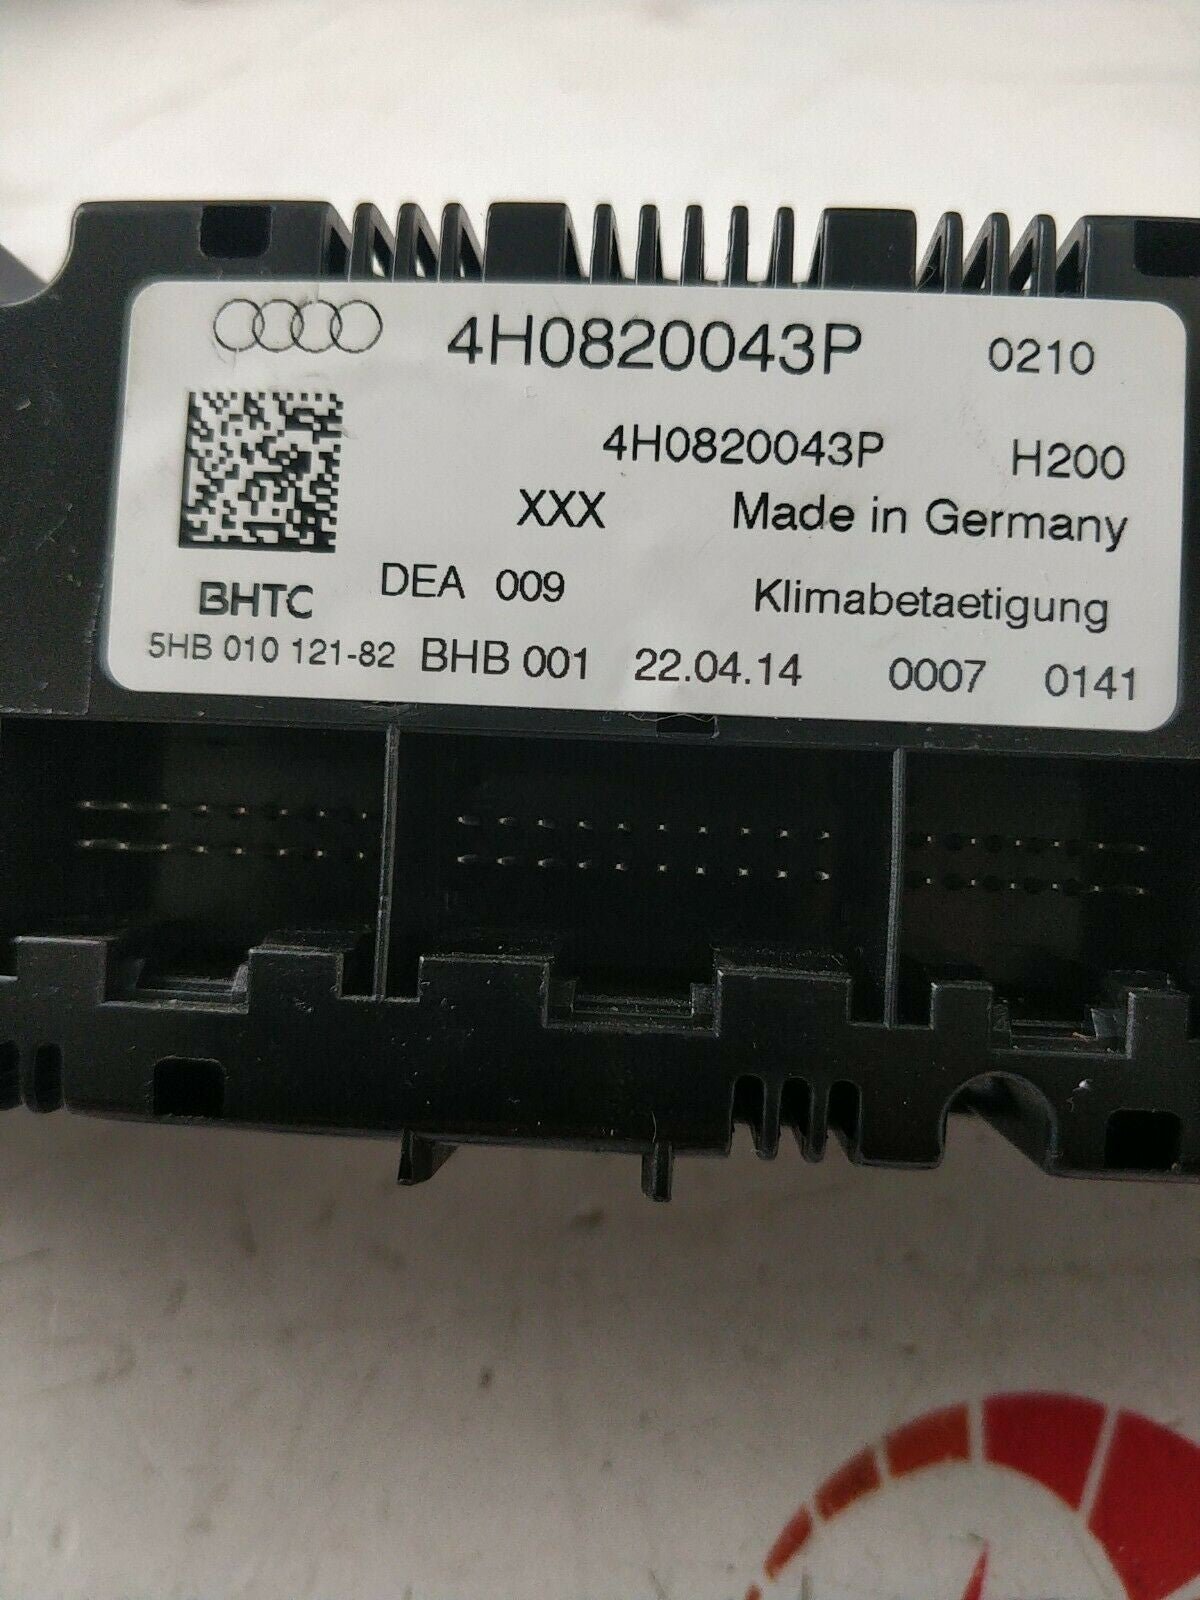 4H0820043P 0210
4H0820043P H200
XXX Made in Germany
BHTC DEA 009 Klimabetaetigung
5HB 010 121-82 BHB 001 22.04.14 0007 0141